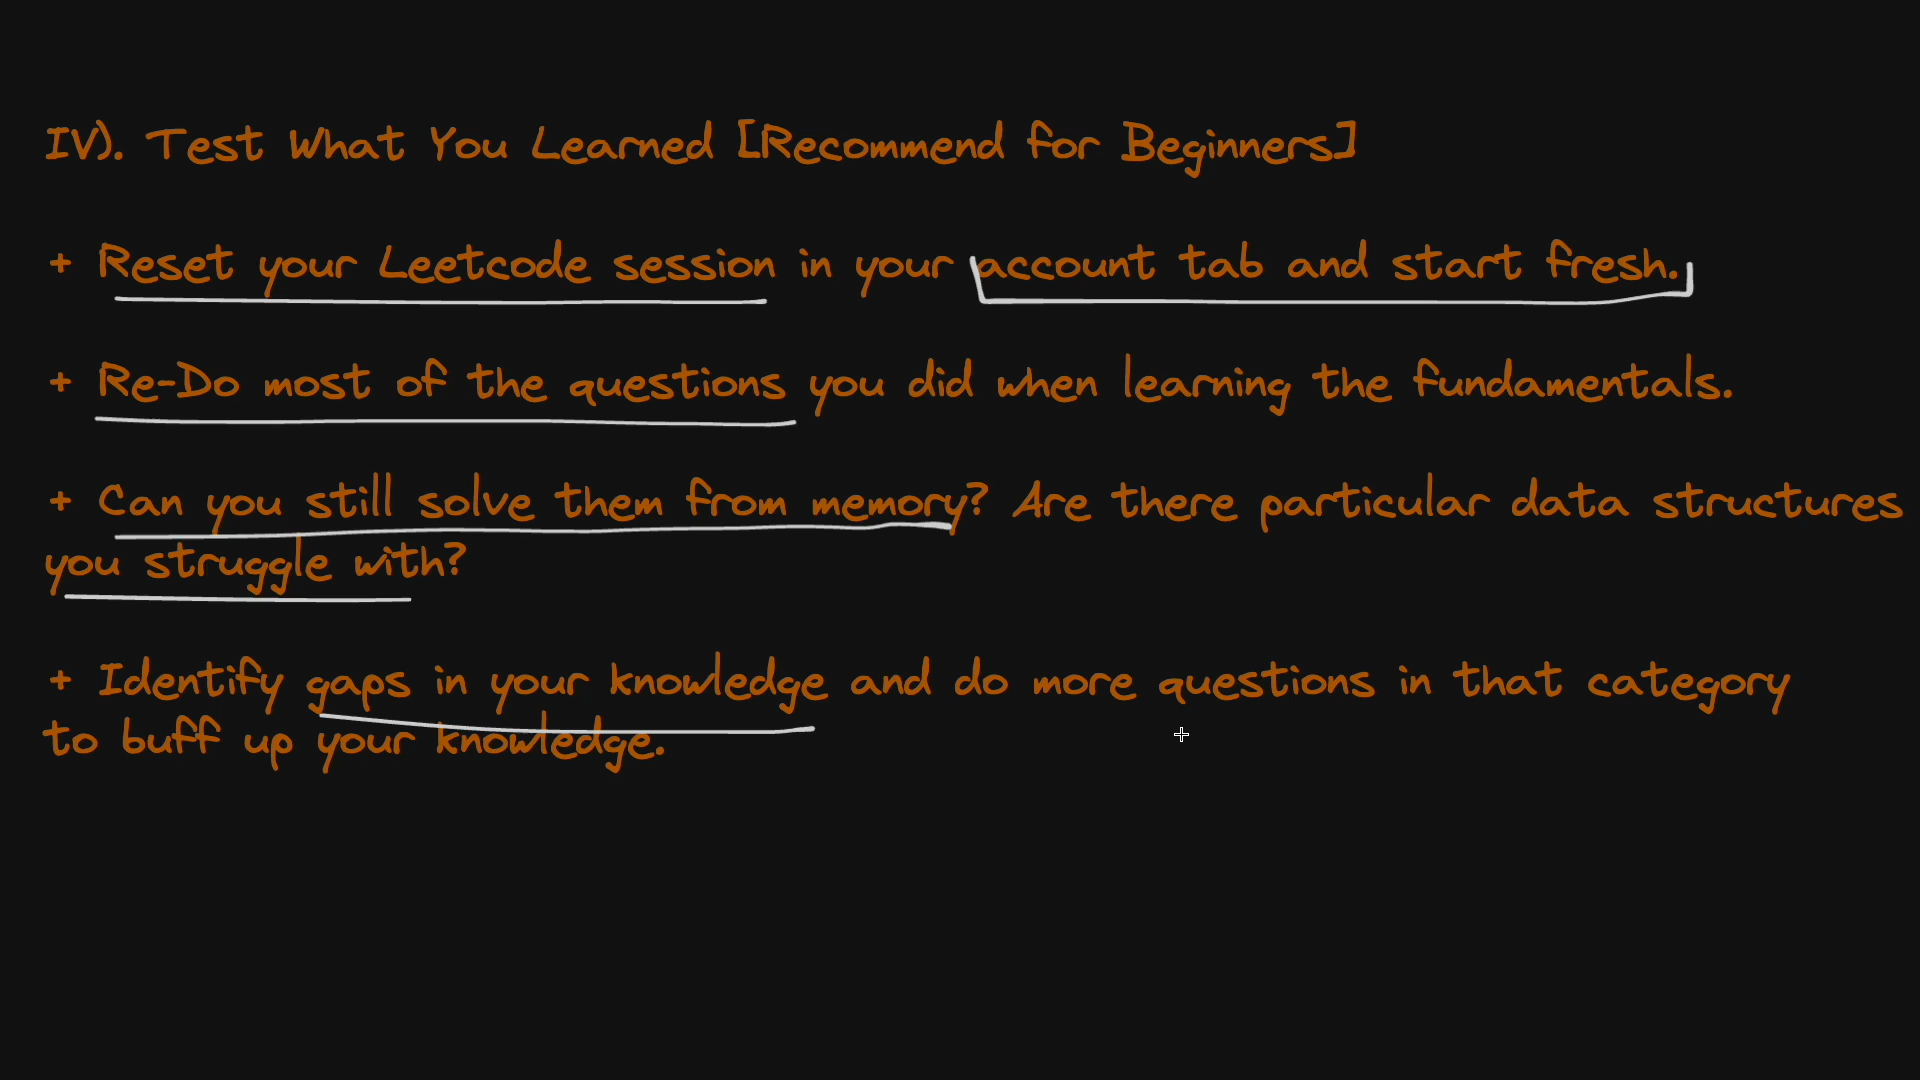 IV). Test What You Learned [Recommend for Beginners]
+ Reset your Leetcode session in your account tab and start fresh.
+ Re-Do most of the questions you did when learning the fundamentals.
+ Can you still solve them from memory? Are there particular data structures
you struggle with?
+ Identify gaps in your knowledge and do more questions in that category
to buff up your knowledge.